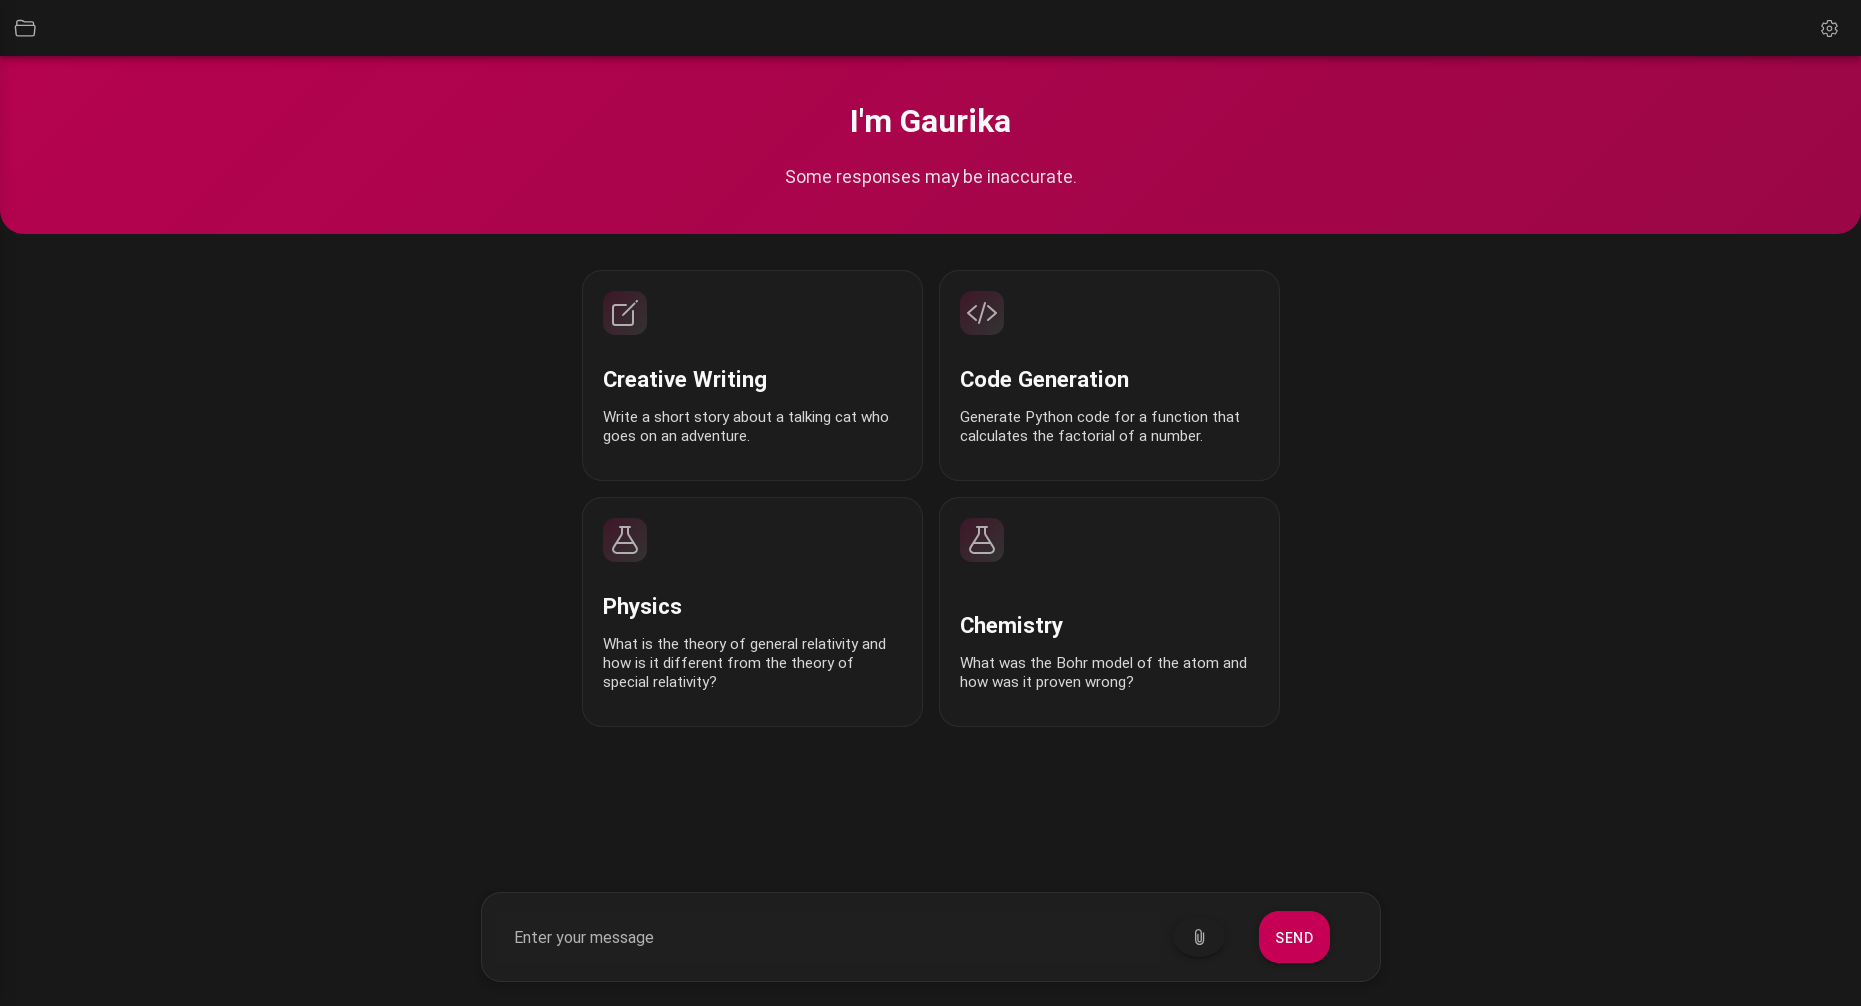 I'm Gaurika
Some responses may be inaccurate.
Creative Writing
Write a short story about a talking cat who
goes on an adventure.
Code Generation
Generate Python code for a function that
calculates the factorial of a number.
Physics
What is the theory of general relativity and
how is it different from the theory of
special relativity?
Chemistry
What was the Bohr model of the atom and
how was it proven wrong?
Enter your message
SEND